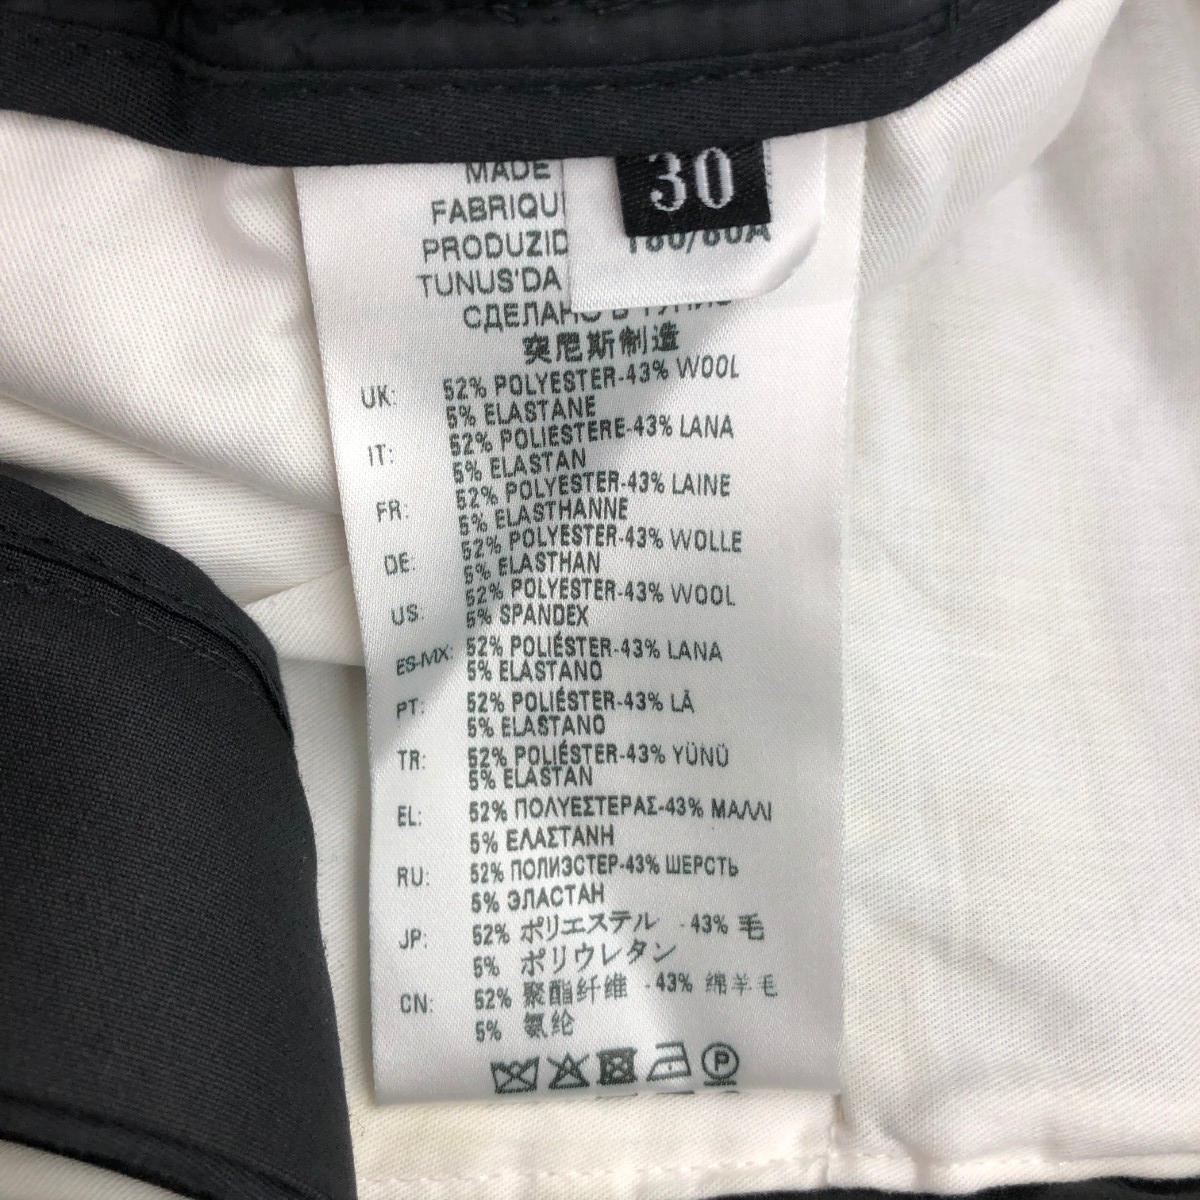 MADE
30
FABRIQU
PRODUZID
180/80A
TUNUS'DA
СДЕЛАНО В ТУНИС
突尼斯制造
UK: 52% POLYESTER-43% WOOL
5% ELASTANE
IT: 52% POLIESTERE-43% LANA
5% ELASTAN
FR: 52% POLYESTER-43% LAINE
5% ELASTHANNE
DE: 52% POLYESTER-43% WOLLE
5% ELASTHAN
US: 52% POLYESTER-43% WOOL
5% SPANDEX
ES-MX: 52% POLIÉSTER-43% LANA
5% ELASTANO
PT: 52% POLIÉSTER-43% LÃ
5% ELASTANO
TR: 52% POLIÉSTER-43% YÜNÜ
5% ELASTAN
EL: 52% ΠΟΛΥΕΣΤΕΡΑΣ-43% ΜΑΛΛΙ
5% ΕΛΑΣΤΑΝΗ
RU: 52% ПОЛИЭСТЕР-43% ШЕРСТЬ
5% ЭЛАСТАН
JP: 52% ポリエステル -43% 毛
5% ポリウレタン
CN: 52% 聚酯纤维 -43% 绵羊毛
5% 氨纶
P